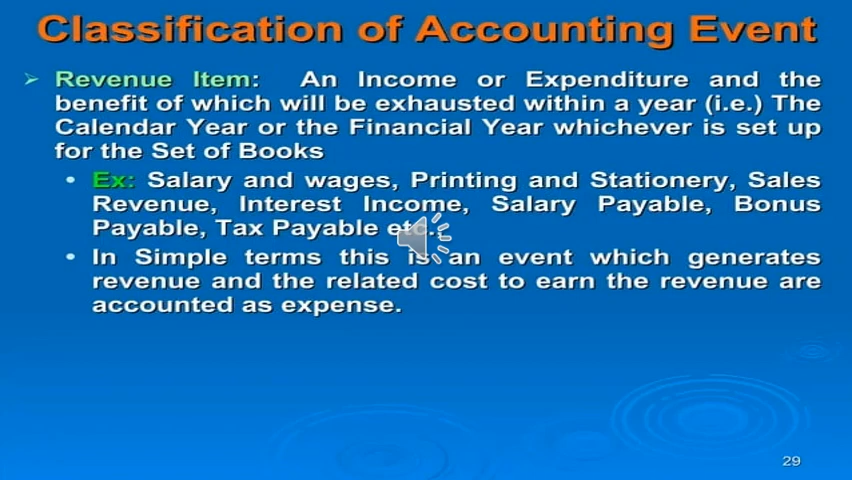 Classification of Accounting Event
Revenue Item: An Income or Expenditure and the
benefit of which will be exhausted within a year (i.e.) The
Calendar Year or the Financial Year whichever is set up
for the Set of Books
Ex: Salary and wages, Printing and Stationery, Sales
Revenue, Interest Income, Salary Payable, Bonus
Payable, Tax Payable etc.,
In Simple terms this is an event which generates
revenue and the related cost to earn the revenue are
accounted as expense.
29